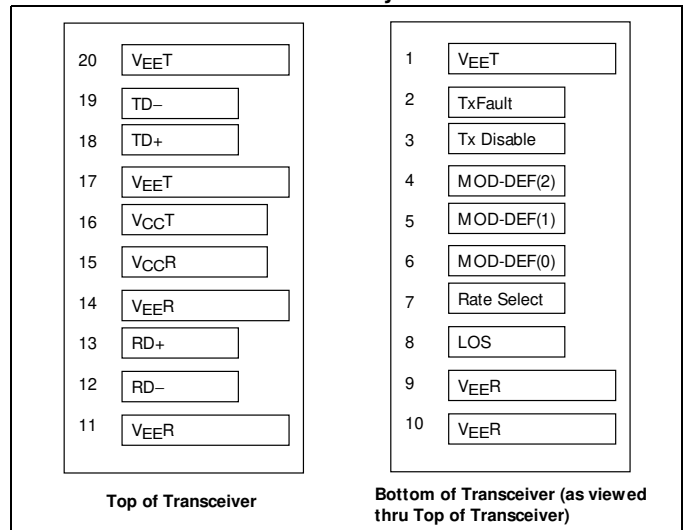 20 VEET
19 TD–
18 TD+
17 VEET
16 VCCT
15 VCCR
14 VEER
13 RD+
12 RD–
11 VEER
Top of Transceiver
1 VEET
2 TxFault
3 Tx Disable
4 MOD-DEF(2)
5 MOD-DEF(1)
6 MOD-DEF(0)
7 Rate Select
8 LOS
9 VEER
10 VEER
Bottom of Transceiver (as viewed
thru Top of Transceiver)